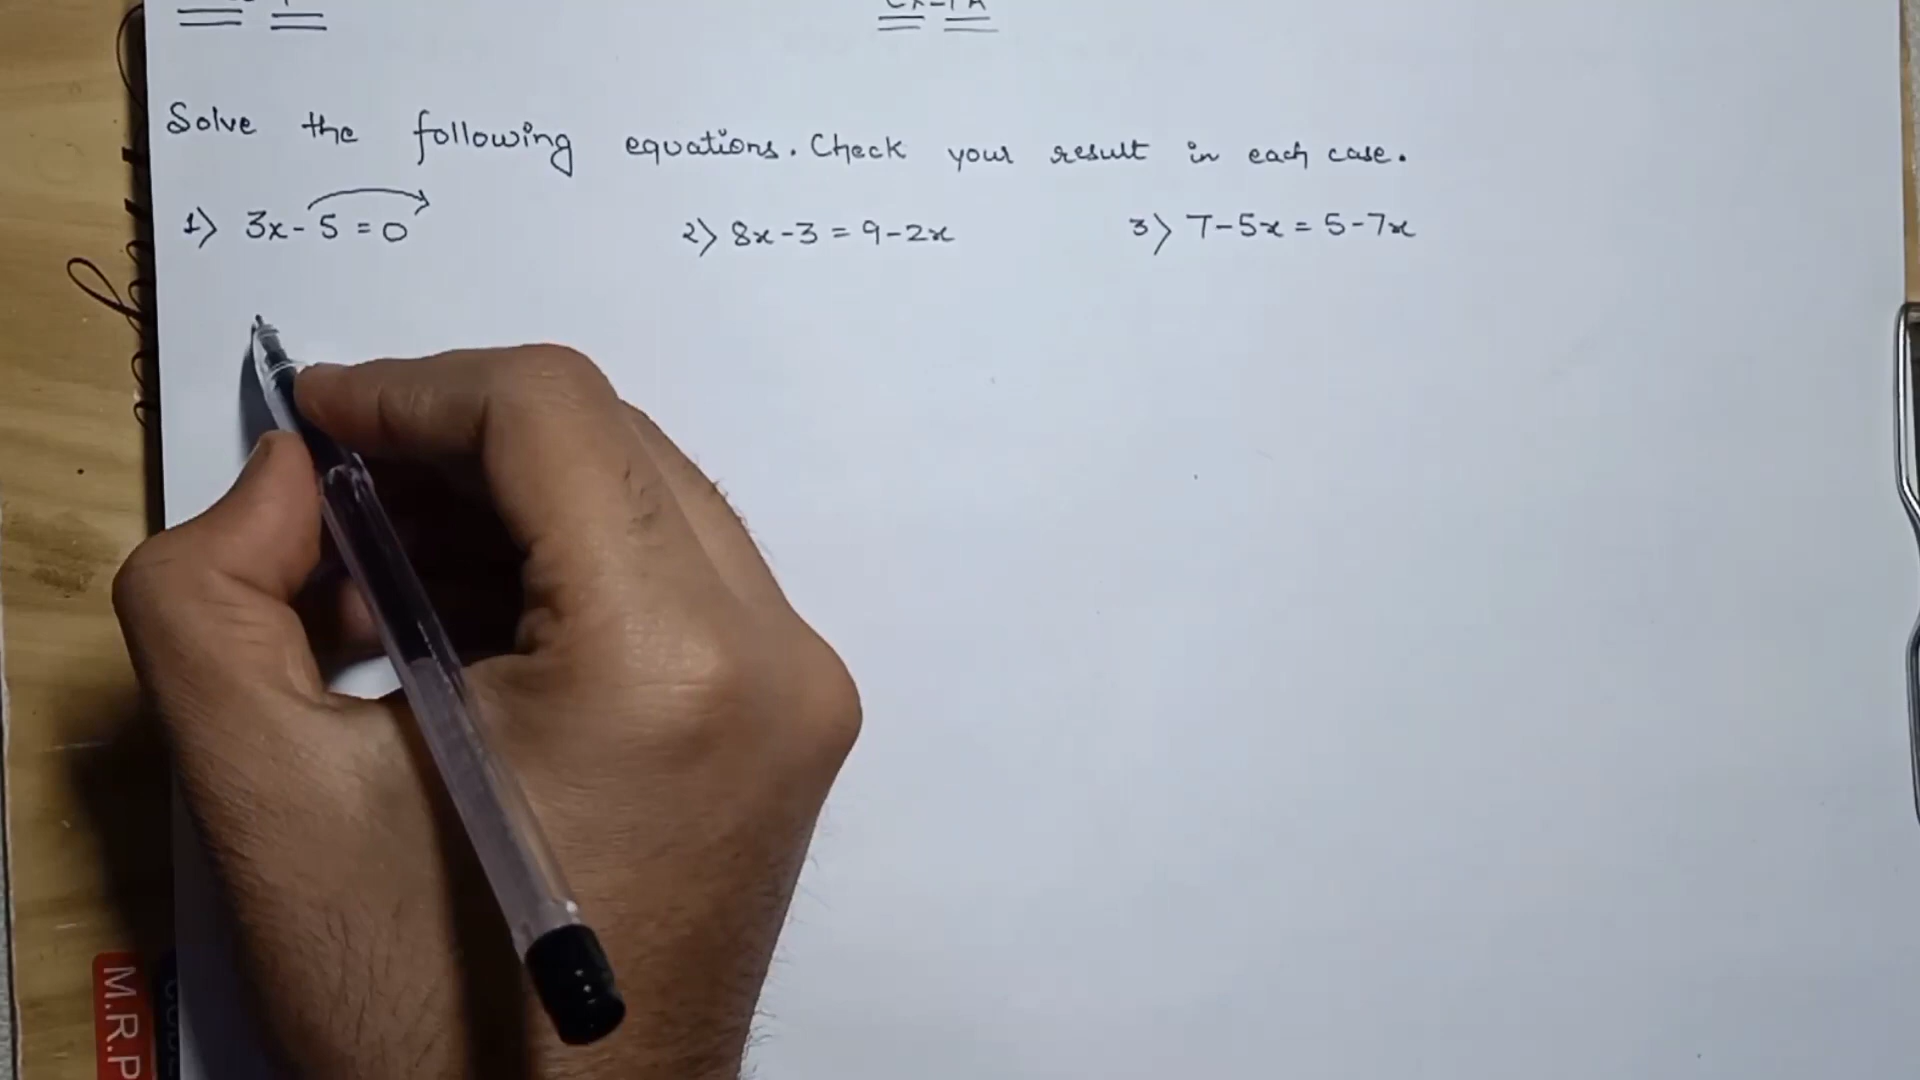 Solve the following equations. Check your result in each case.
1) 3x - 5 = 0
2) 8x - 3 = 9 - 2x
3) 7 - 5x = 5 - 7x
M.R.P